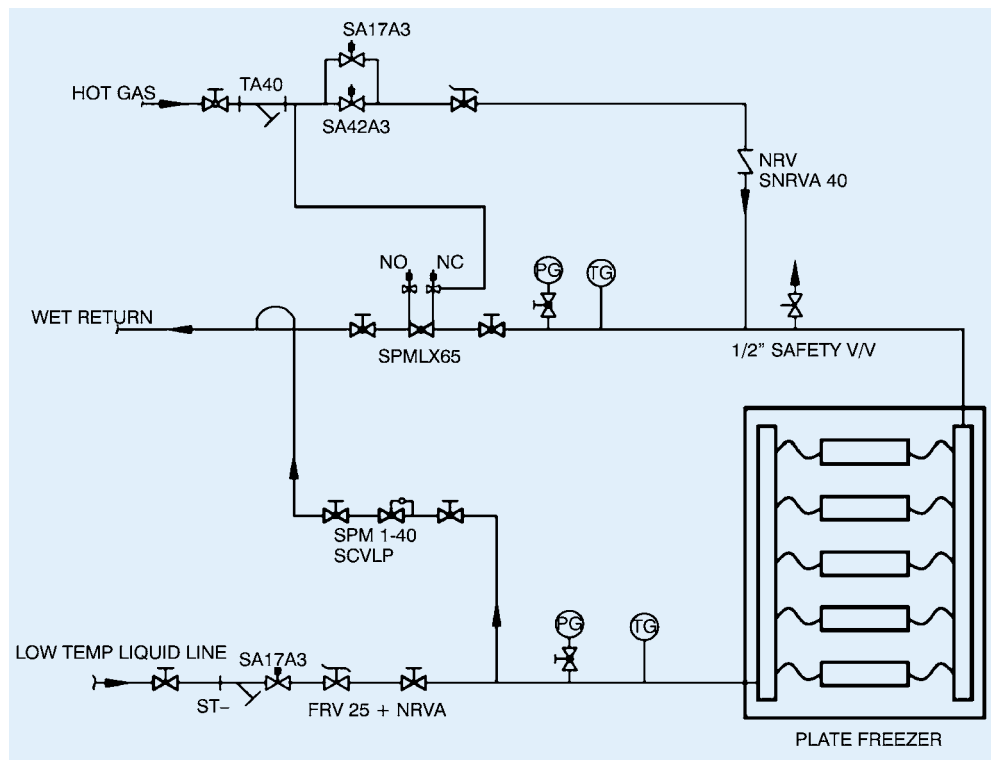 SA17A3
HOT GAS
TA40
SA42A3
NRV
SNRVA 40
NO
NC
PG
TG
WET RETURN
SPMLX65
1/2” SAFETY V/V
SPM 1-40
SCVLP
PG
TG
LOW TEMP LIQUID LINE
SA17A3
ST–
FRV 25 + NRVA
PLATE FREEZER